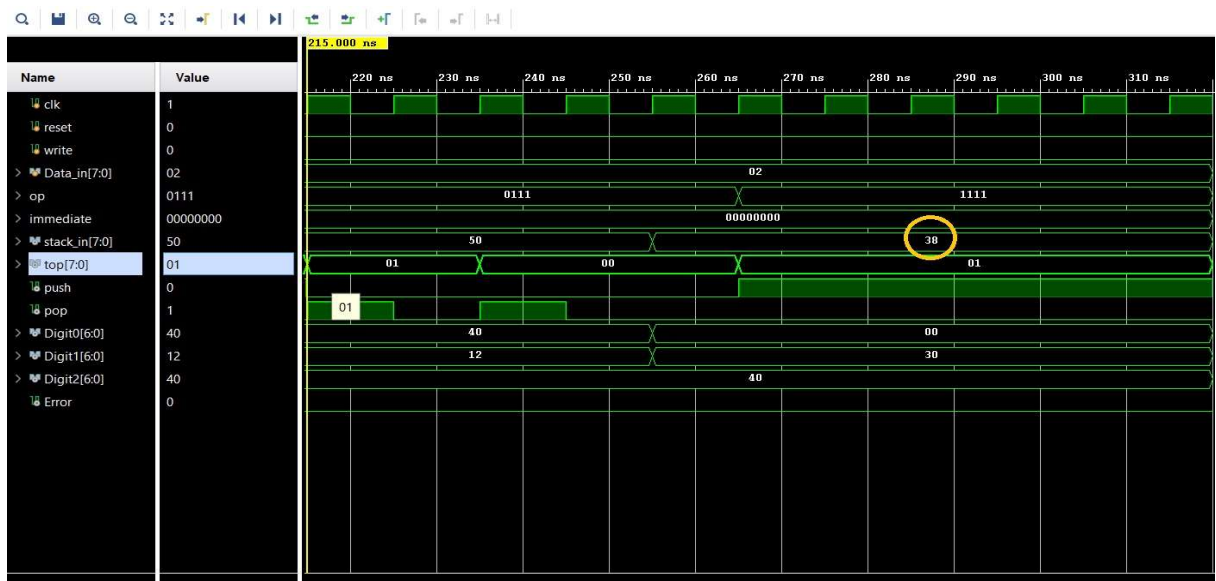 215.000 ns
Name Value 220 ns 230 ns 240 ns 250 ns 260 ns 270 ns 280 ns 290 ns 300 ns 310 ns
clk 1
reset 0
write 0
Data_in[7:0] 02 02
op 0111 0111 1111
immediate 00000000 00000000
stack_in[7:0] 50 50 38
top[7:0] 01 01 00 01
push 0
pop 1 01
Digit0[6:0] 40 40 00
Digit1[6:0] 12 12 30
Digit2[6:0] 40 40
Error 0